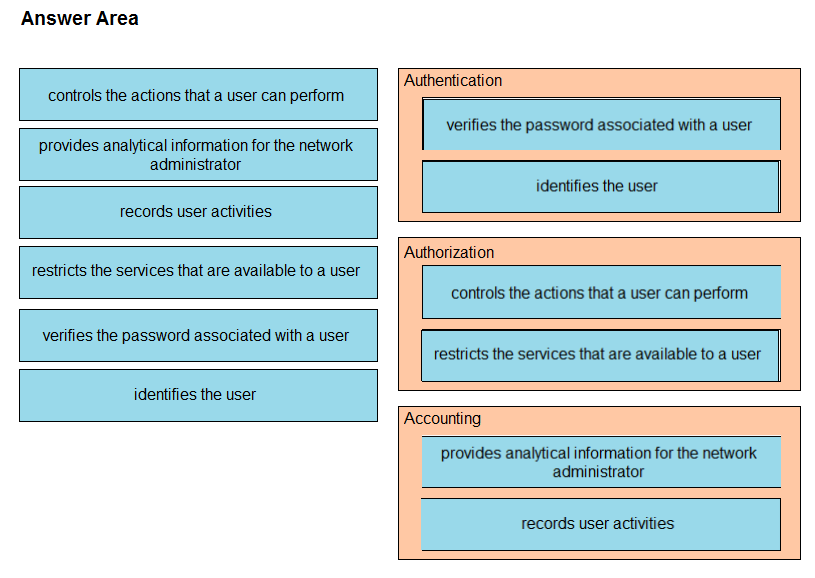 Answer Area
controls the actions that a user can perform
provides analytical information for the network
administrator
records user activities
restricts the services that are available to a user
verifies the password associated with a user
identifies the user
Authentication
verifies the password associated with a user
identifies the user
Authorization
controls the actions that a user can perform
restricts the services that are available to a user
Accounting
provides analytical information for the network
administrator
records user activities